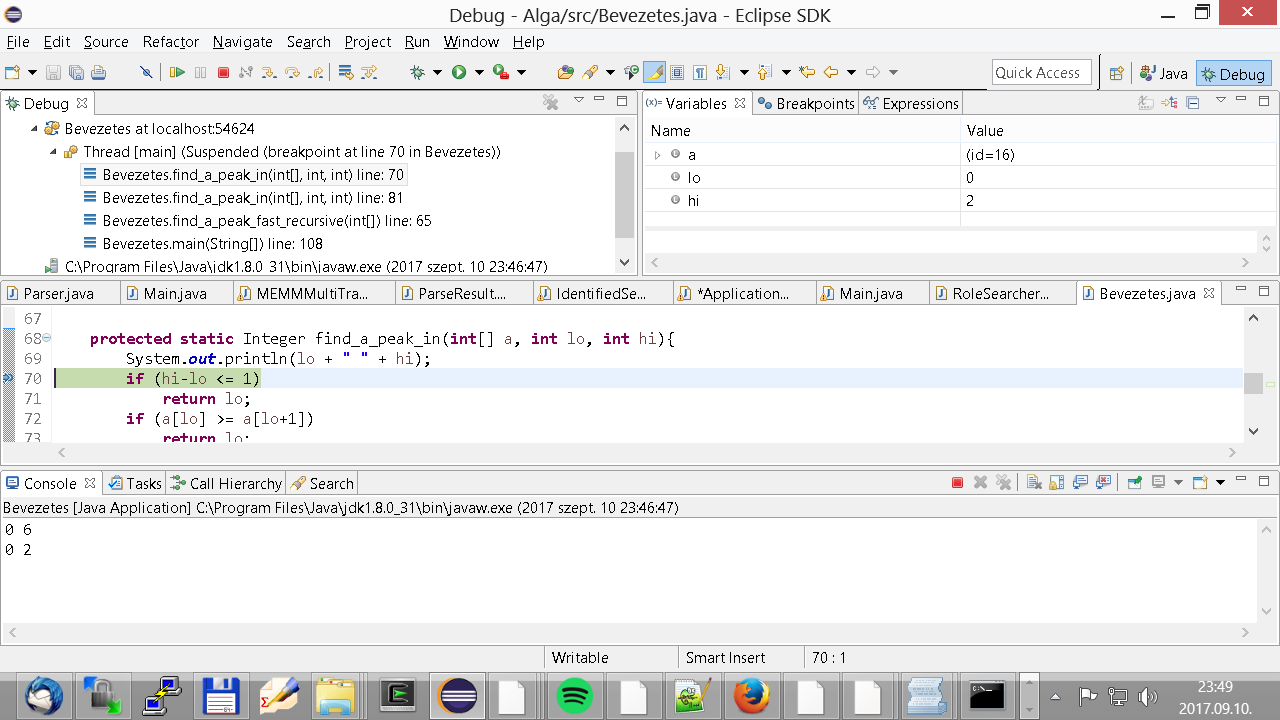 Debug - Alga/src/Bevezetes.java - Eclipse SDK
File Edit Source Refactor Navigate Search Project Run Window Help
Quick Access Java Debug
Debug
Bevezetes at localhost:54624
Thread [main] (Suspended (breakpoint at line 70 in Bevezetes))
Bevezetes.find_a_peak_in(int[], int, int) line: 70
Bevezetes.find_a_peak_in(int[], int, int) line: 81
Bevezetes.find_a_peak_fast_recursive(int[]) line: 65
Bevezetes.main(String[]) line: 108
C:\Program Files\Java\jdk1.8.0_31\bin\javaw.exe (2017 szept. 10 23:46:47)
(x)= Variables Breakpoints Expressions
Name Value
a (id=16)
lo 0
hi 2
Parser.java Main.java MEMMMultiTra... ParseResult.... IdentifiedSe... *Application... Main.java RoleSearcher... Bevezetes.java
67
68 protected static Integer find_a_peak_in(int[] a, int lo, int hi){
69 System.out.println(lo + " " + hi);
70 if (hi-lo <= 1)
71 return lo;
72 if (a[lo] >= a[lo+1])
73 return lo;
Console Tasks Call Hierarchy Search
Bevezetes [Java Application] C:\Program Files\Java\jdk1.8.0_31\bin\javaw.exe (2017 szept. 10 23:46:47)
0 6
0 2
Writable Smart Insert 70 : 1
23:49
2017.09.10.